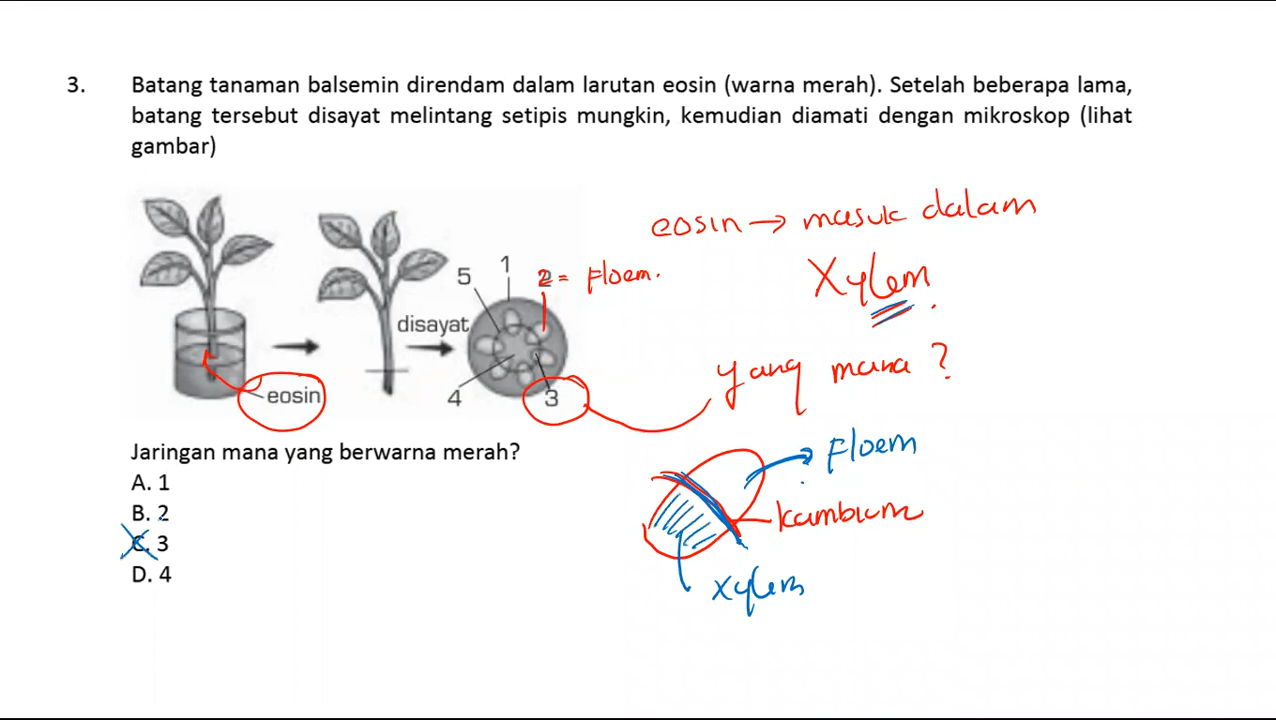 3. Batang tanaman balsemin direndam dalam larutan eosin (warna merah). Setelah beberapa lama,
batang tersebut disayat melintang setipis mungkin, kemudian diamati dengan mikroskop (lihat
gambar)
eosin → masuk dalam
Xylem
5
1
2 = Floem.
disayat
eosin
4
3
yang mana ?
Jaringan mana yang berwarna merah?
A. 1
B. 2
C. 3
D. 4
Floem
kambium
xylem